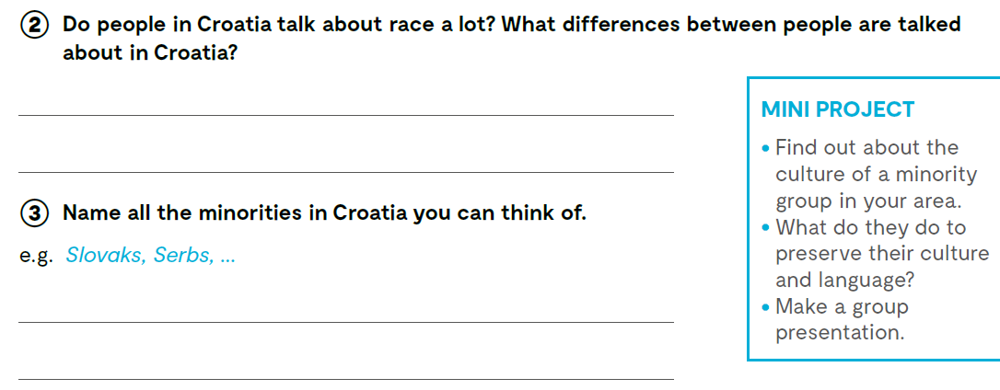 ② Do people in Croatia talk about race a lot? What differences between people are talked
about in Croatia?
③ Name all the minorities in Croatia you can think of.
e.g. Slovaks, Serbs, ...
MINI PROJECT
• Find out about the
culture of a minority
group in your area.
• What do they do to
preserve their culture
and language?
• Make a group
presentation.